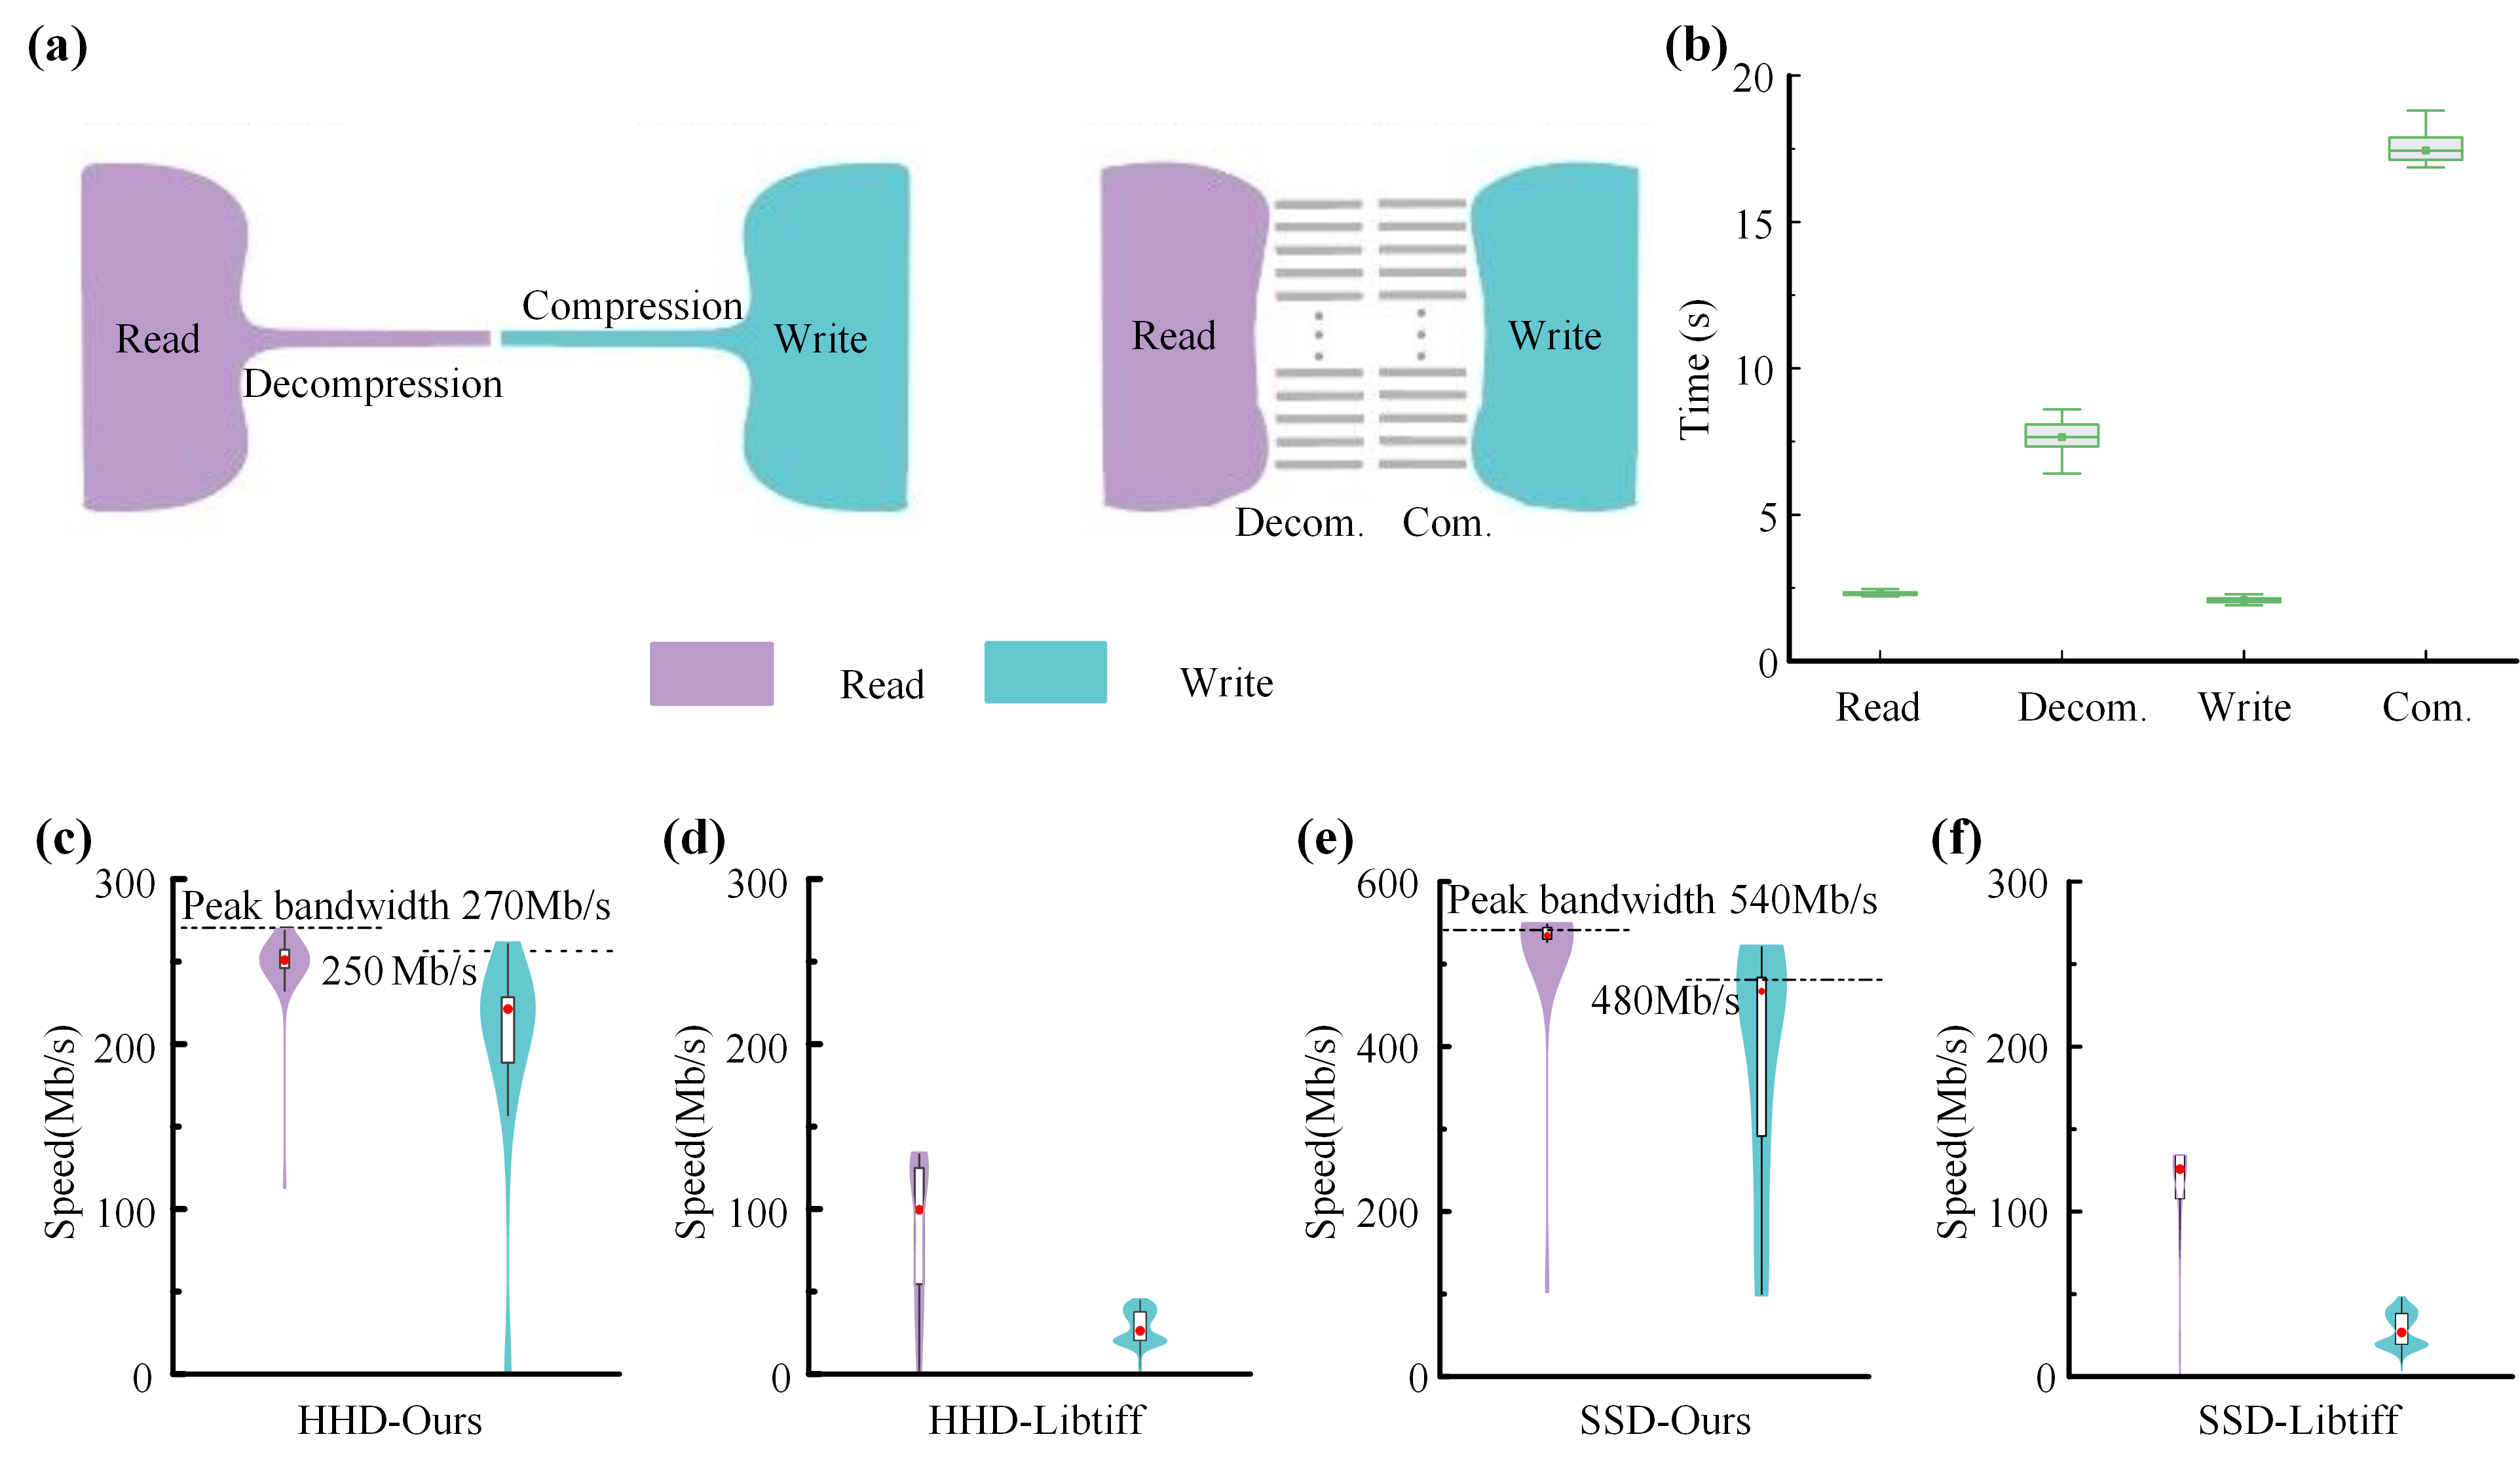 (a)
Read
Compression
Decompression
Write
Read
Write
Decom.
Com.
Read
Write
(b)
20
15
10
5
0
Time (s)
Read
Decom.
Write
Com.
(c)
300
200
100
0
Speed(Mb/s)
Peak bandwidth 270Mb/s
250 Mb/s
HHD-Ours
(d)
300
200
100
0
Speed(Mb/s)
HHD-Libtiff
(e)
600
400
200
0
Speed(Mb/s)
Peak bandwidth 540Mb/s
480Mb/s
SSD-Ours
(f)
300
200
100
0
Speed(Mb/s)
SSD-Libtiff